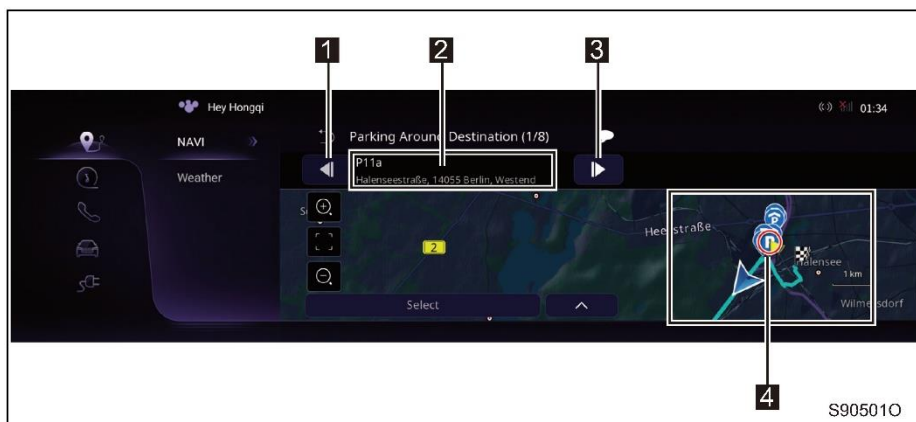 1
2
3
Hey Hongqi
01:34
NAVI
Parking Around Destination (1/8)
P11a
Weather
Halenseestraße, 14055 Berlin, Westend
2
Heerstraße
Halensee
1 km
Select
Wilmersdorf
4
S90501O